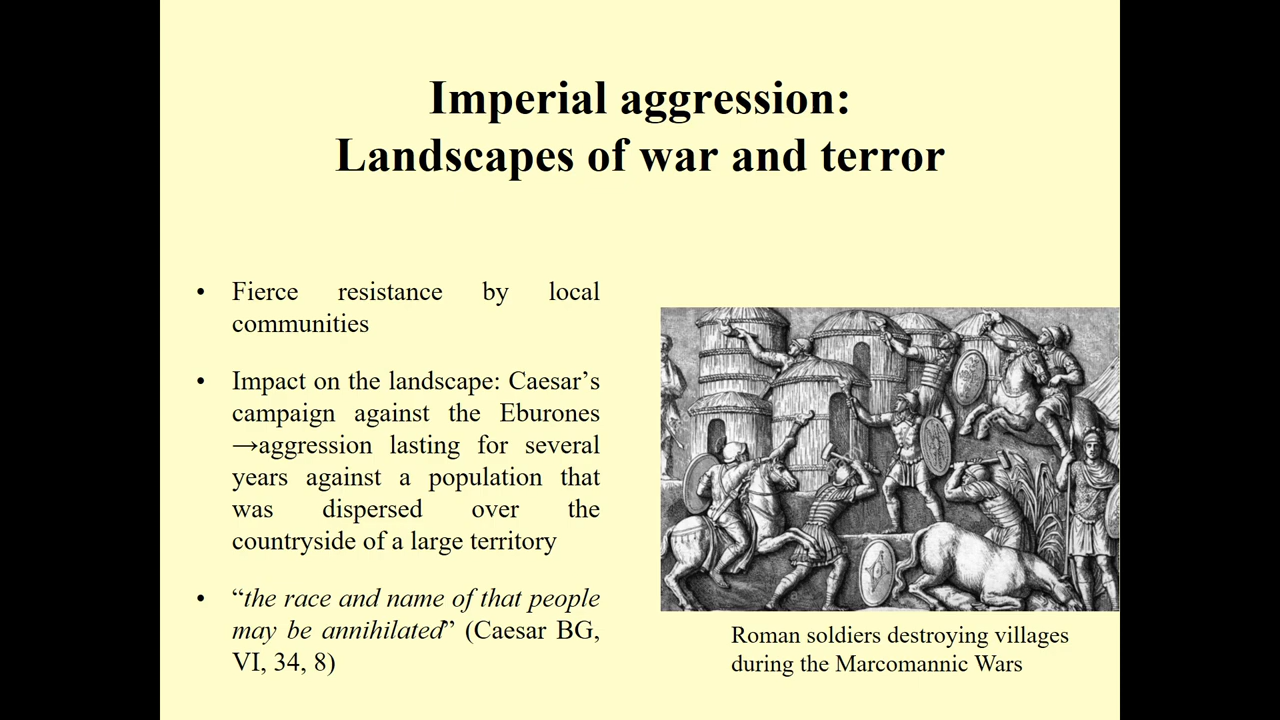 Imperial aggression:
Landscapes of war and terror
• Fierce resistance by local
communities
• Impact on the landscape: Caesar’s
campaign against the Eburones
→aggression lasting for several
years against a population that
was dispersed over the
countryside of a large territory
• “the race and name of that people
may be annihilated” (Caesar BG,
VI, 34, 8)
Roman soldiers destroying villages
during the Marcomannic Wars